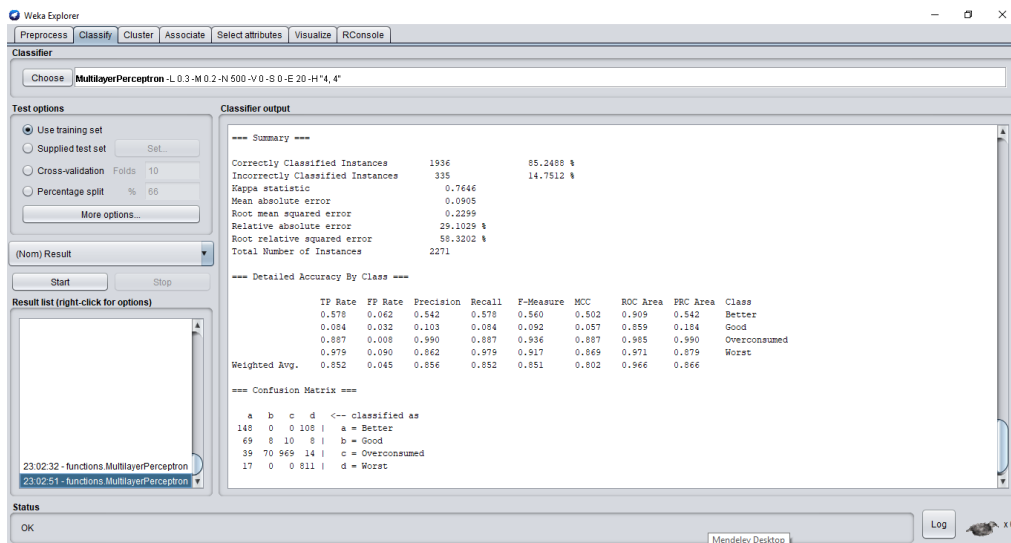 Weka Explorer
Preprocess Classify Cluster Associate Select attributes Visualize RConsole
Classifier
Choose MultilayerPerceptron -L 0.3 -M 0.2 -N 500 -V 0 -S 0 -E 20 -H "4, 4"
Test options
Use training set
Supplied test set Set...
Cross-validation Folds 10
Percentage split % 66
More options...
(Nom) Result
Start Stop
Result list (right-click for options)
23:02:32 - functions.MultilayerPerceptron
23:02:51 - functions.MultilayerPerceptron
Classifier output
=== Summary ===
Correctly Classified Instances 1936 85.2488 %
Incorrectly Classified Instances 335 14.7512 %
Kappa statistic 0.7646
Mean absolute error 0.0905
Root mean squared error 0.2299
Relative absolute error 29.1029 %
Root relative squared error 58.3202 %
Total Number of Instances 2271
=== Detailed Accuracy By Class ===
TP Rate FP Rate Precision Recall F-Measure MCC ROC Area PRC Area Class
0.578 0.062 0.542 0.578 0.560 0.502 0.909 0.542 Better
0.084 0.032 0.103 0.084 0.092 0.057 0.859 0.184 Good
0.887 0.008 0.990 0.887 0.936 0.887 0.985 0.990 Overconsumed
0.979 0.090 0.862 0.979 0.917 0.869 0.971 0.879 Worst
Weighted Avg. 0.852 0.045 0.856 0.852 0.851 0.802 0.966 0.866
=== Confusion Matrix ===
a b c d <-- classified as
148 0 0 108 | a = Better
69 8 10 8 | b = Good
39 70 969 14 | c = Overconsumed
17 0 0 811 | d = Worst
Status
OK
Log
x
Mendeley Desktop